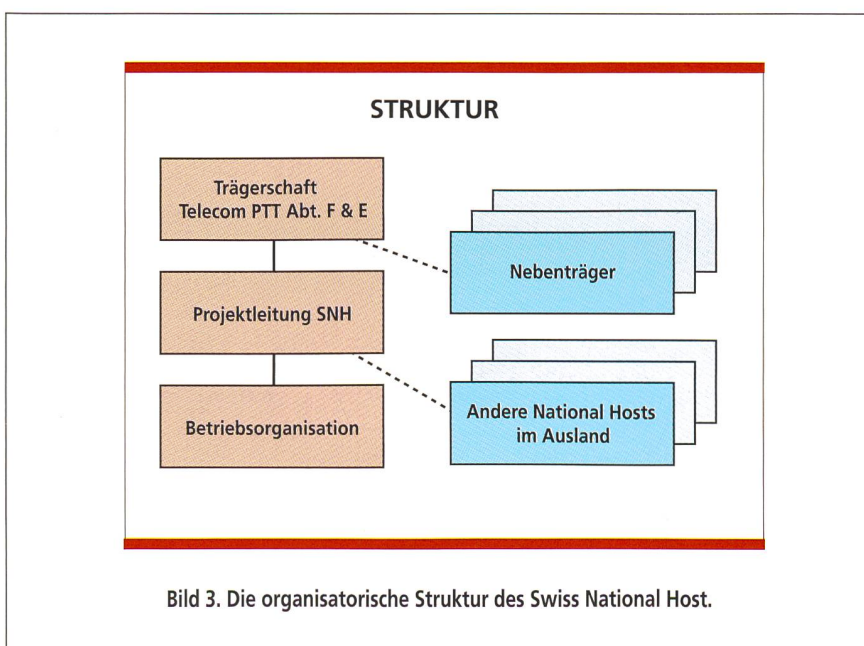 STRUKTUR
Trägerschaft
Telecom PTT Abt. F & E
Nebenträger
Projektleitung SNH
Andere National Hosts
im Ausland
Betriebsorganisation
Bild 3. Die organisatorische Struktur des Swiss National Host.